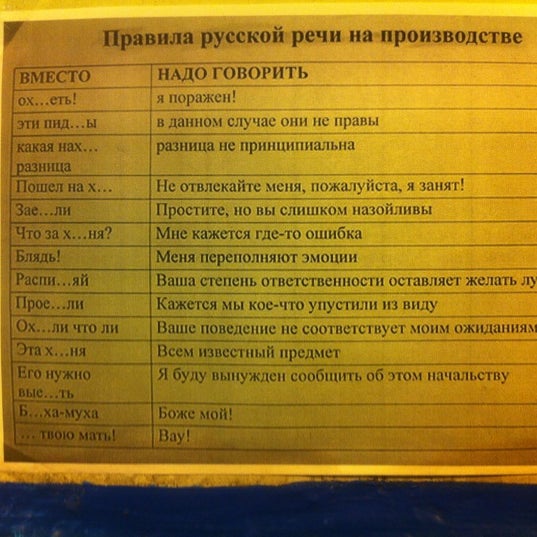 Правила русской речи на производстве
ВМЕСТО НАДО ГОВОРИТЬ
ох…еть! я поражен!
эти пид…ы в данном случае они не правы
какая нах… разница не принципиальна
разница
Пошел на х… Не отвлекайте меня, пожалуйста, я занят!
Зае…ли Простите, но вы слишком назойливы
Что за х…ня? Мне кажется где-то ошибка
Блядь! Меня переполняют эмоции
Распи…яй Ваша степень ответственности оставляет желать лу
Прое…ли Кажется мы кое-что упустили из виду
Ох…ли что ли Ваше поведение не соответствует моим ожиданиям
Эта х…ня Всем известный предмет
Его нужно Я буду вынужден сообщить об этом начальству
вые…ть
Б…ха-муха Боже мой!
… твою мать! Вау!